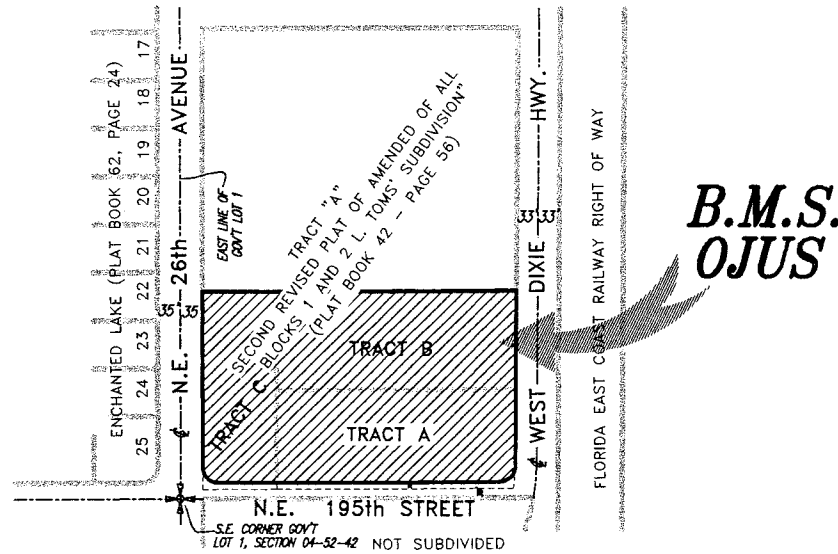 ENCHANTED LAKE (PLAT BOOK 62, PAGE 24)
17
18
19
20
21
22
23
24
25
N.E. 26th AVENUE
35' 35'
EAST LINE OF
GOV'T LOT 1
TRACT "A"
SECOND REVISED PLAT OF AMENDED OF ALL
BLOCKS 1 AND 2 L. TOMS' SUBDIVISION"
(PLAT BOOK 42 - PAGE 56)
TRACT C
TRACT B
TRACT A
WEST DIXIE HWY.
33' 33'
FLORIDA EAST COAST RAILWAY RIGHT OF WAY
B.M.S.
OJUS
N.E. 195th STREET
S.E. CORNER GOV'T
LOT 1, SECTION 04-52-42
NOT SUBDIVIDED